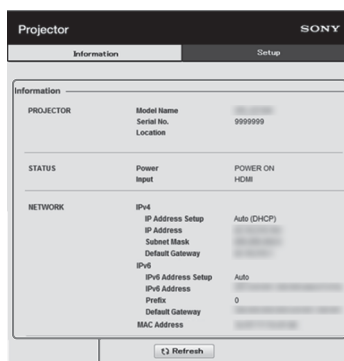 Projector SONY
Information Setup
Information
PROJECTOR Model Name
Serial No. 9999999
Location
STATUS Power POWER ON
Input HDMI
NETWORK IPv4
IP Address Setup Auto (DHCP)
IP Address
Subnet Mask
Default Gateway
IPv6
IPv6 Address Setup Auto
IPv6 Address
Prefix 0
Default Gateway
MAC Address
Refresh